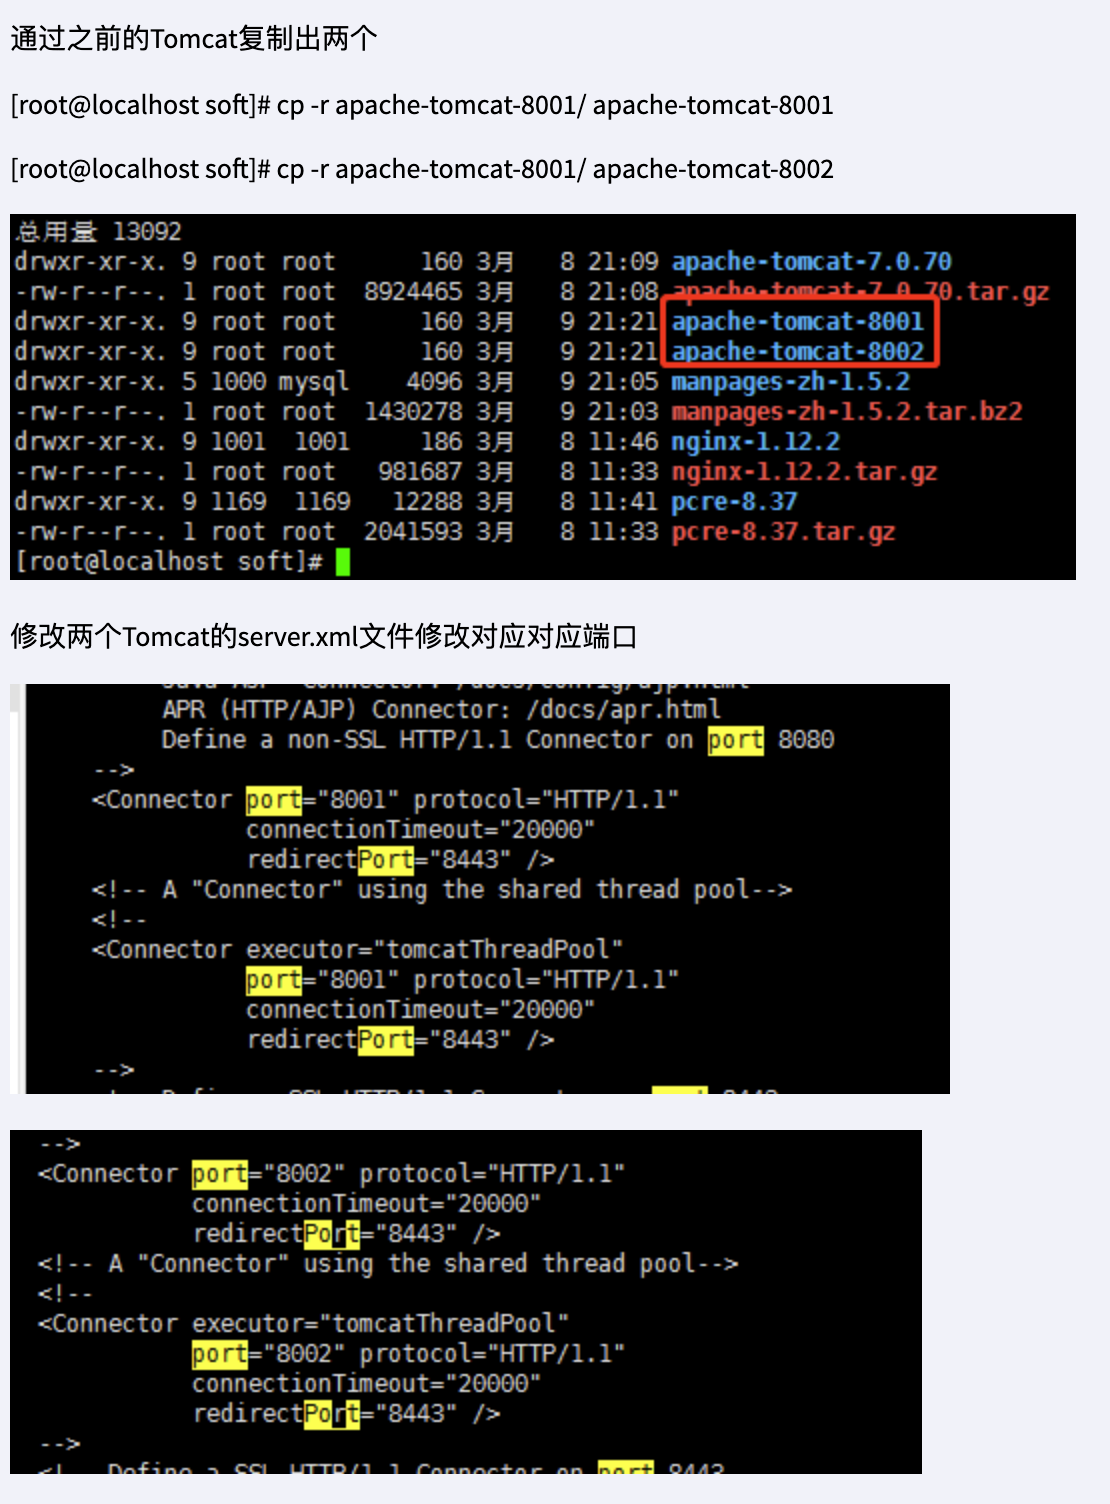 通过之前的Tomcat复制出两个
[root@localhost soft]# cp -r apache-tomcat-8001/ apache-tomcat-8001
[root@localhost soft]# cp -r apache-tomcat-8001/ apache-tomcat-8002
总用量 13092
drwxr-xr-x. 9 root root 160 3月 8 21:09 apache-tomcat-7.0.70
-rw-r--r--. 1 root root 8924465 3月 8 21:08 apache-tomcat-7.0.70.tar.gz
drwxr-xr-x. 9 root root 160 3月 9 21:21 apache-tomcat-8001
drwxr-xr-x. 9 root root 160 3月 9 21:21 apache-tomcat-8002
drwxr-xr-x. 5 1000 mysql 4096 3月 9 21:05 manpages-zh-1.5.2
-rw-r--r--. 1 root root 1430278 3月 9 21:03 manpages-zh-1.5.2.tar.bz2
drwxr-xr-x. 9 1001 1001 186 3月 8 11:46 nginx-1.12.2
-rw-r--r--. 1 root root 981687 3月 8 11:33 nginx-1.12.2.tar.gz
drwxr-xr-x. 9 1169 1169 12288 3月 8 11:41 pcre-8.37
-rw-r--r--. 1 root root 2041593 3月 8 11:33 pcre-8.37.tar.gz
[root@localhost soft]#
修改两个Tomcat的server.xml文件修改对应对应端口
Java AJP Connector: /docs/config/ajp.html
APR (HTTP/AJP) Connector: /docs/apr.html
Define a non-SSL HTTP/1.1 Connector on port 8080
-->
<Connector port="8001" protocol="HTTP/1.1"
connectionTimeout="20000"
redirectPort="8443" />
<!-- A "Connector" using the shared thread pool-->
<!--
<Connector executor="tomcatThreadPool"
port="8001" protocol="HTTP/1.1"
connectionTimeout="20000"
redirectPort="8443" />
-->
-->
<Connector port="8002" protocol="HTTP/1.1"
connectionTimeout="20000"
redirectPort="8443" />
<!-- A "Connector" using the shared thread pool-->
<!--
<Connector executor="tomcatThreadPool"
port="8002" protocol="HTTP/1.1"
connectionTimeout="20000"
redirectPort="8443" />
-->
<!-- Define a SSL HTTP/1.1 Connector on port 8443